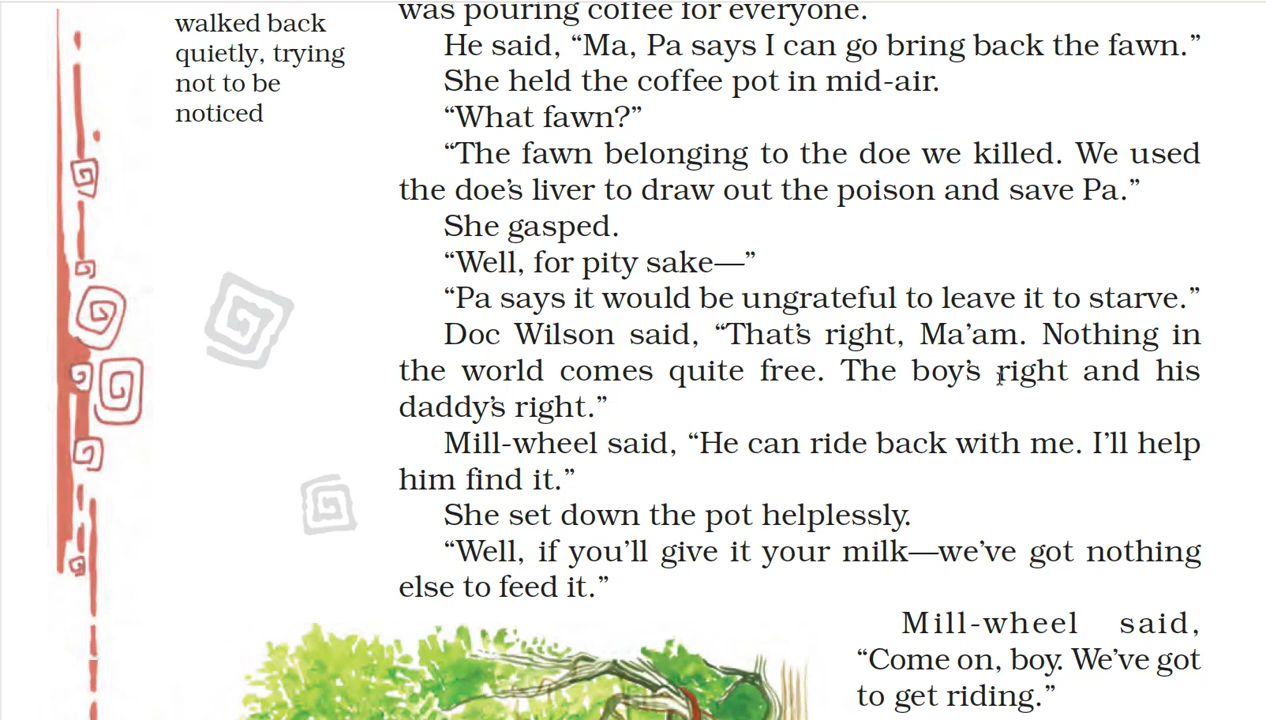 walked back
quietly, trying
not to be
noticed
was pouring coffee for everyone.
He said, “Ma, Pa says I can go bring back the fawn.”
She held the coffee pot in mid-air.
“What fawn?”
“The fawn belonging to the doe we killed. We used
the doe’s liver to draw out the poison and save Pa.”
She gasped.
“Well, for pity sake—”
“Pa says it would be ungrateful to leave it to starve.”
Doc Wilson said, “That’s right, Ma’am. Nothing in
the world comes quite free. The boy’s right and his
daddy’s right.”
Mill-wheel said, “He can ride back with me. I’ll help
him find it.”
She set down the pot helplessly.
“Well, if you’ll give it your milk—we’ve got nothing
else to feed it.”
Mill-wheel said,
“Come on, boy. We’ve got
to get riding.”